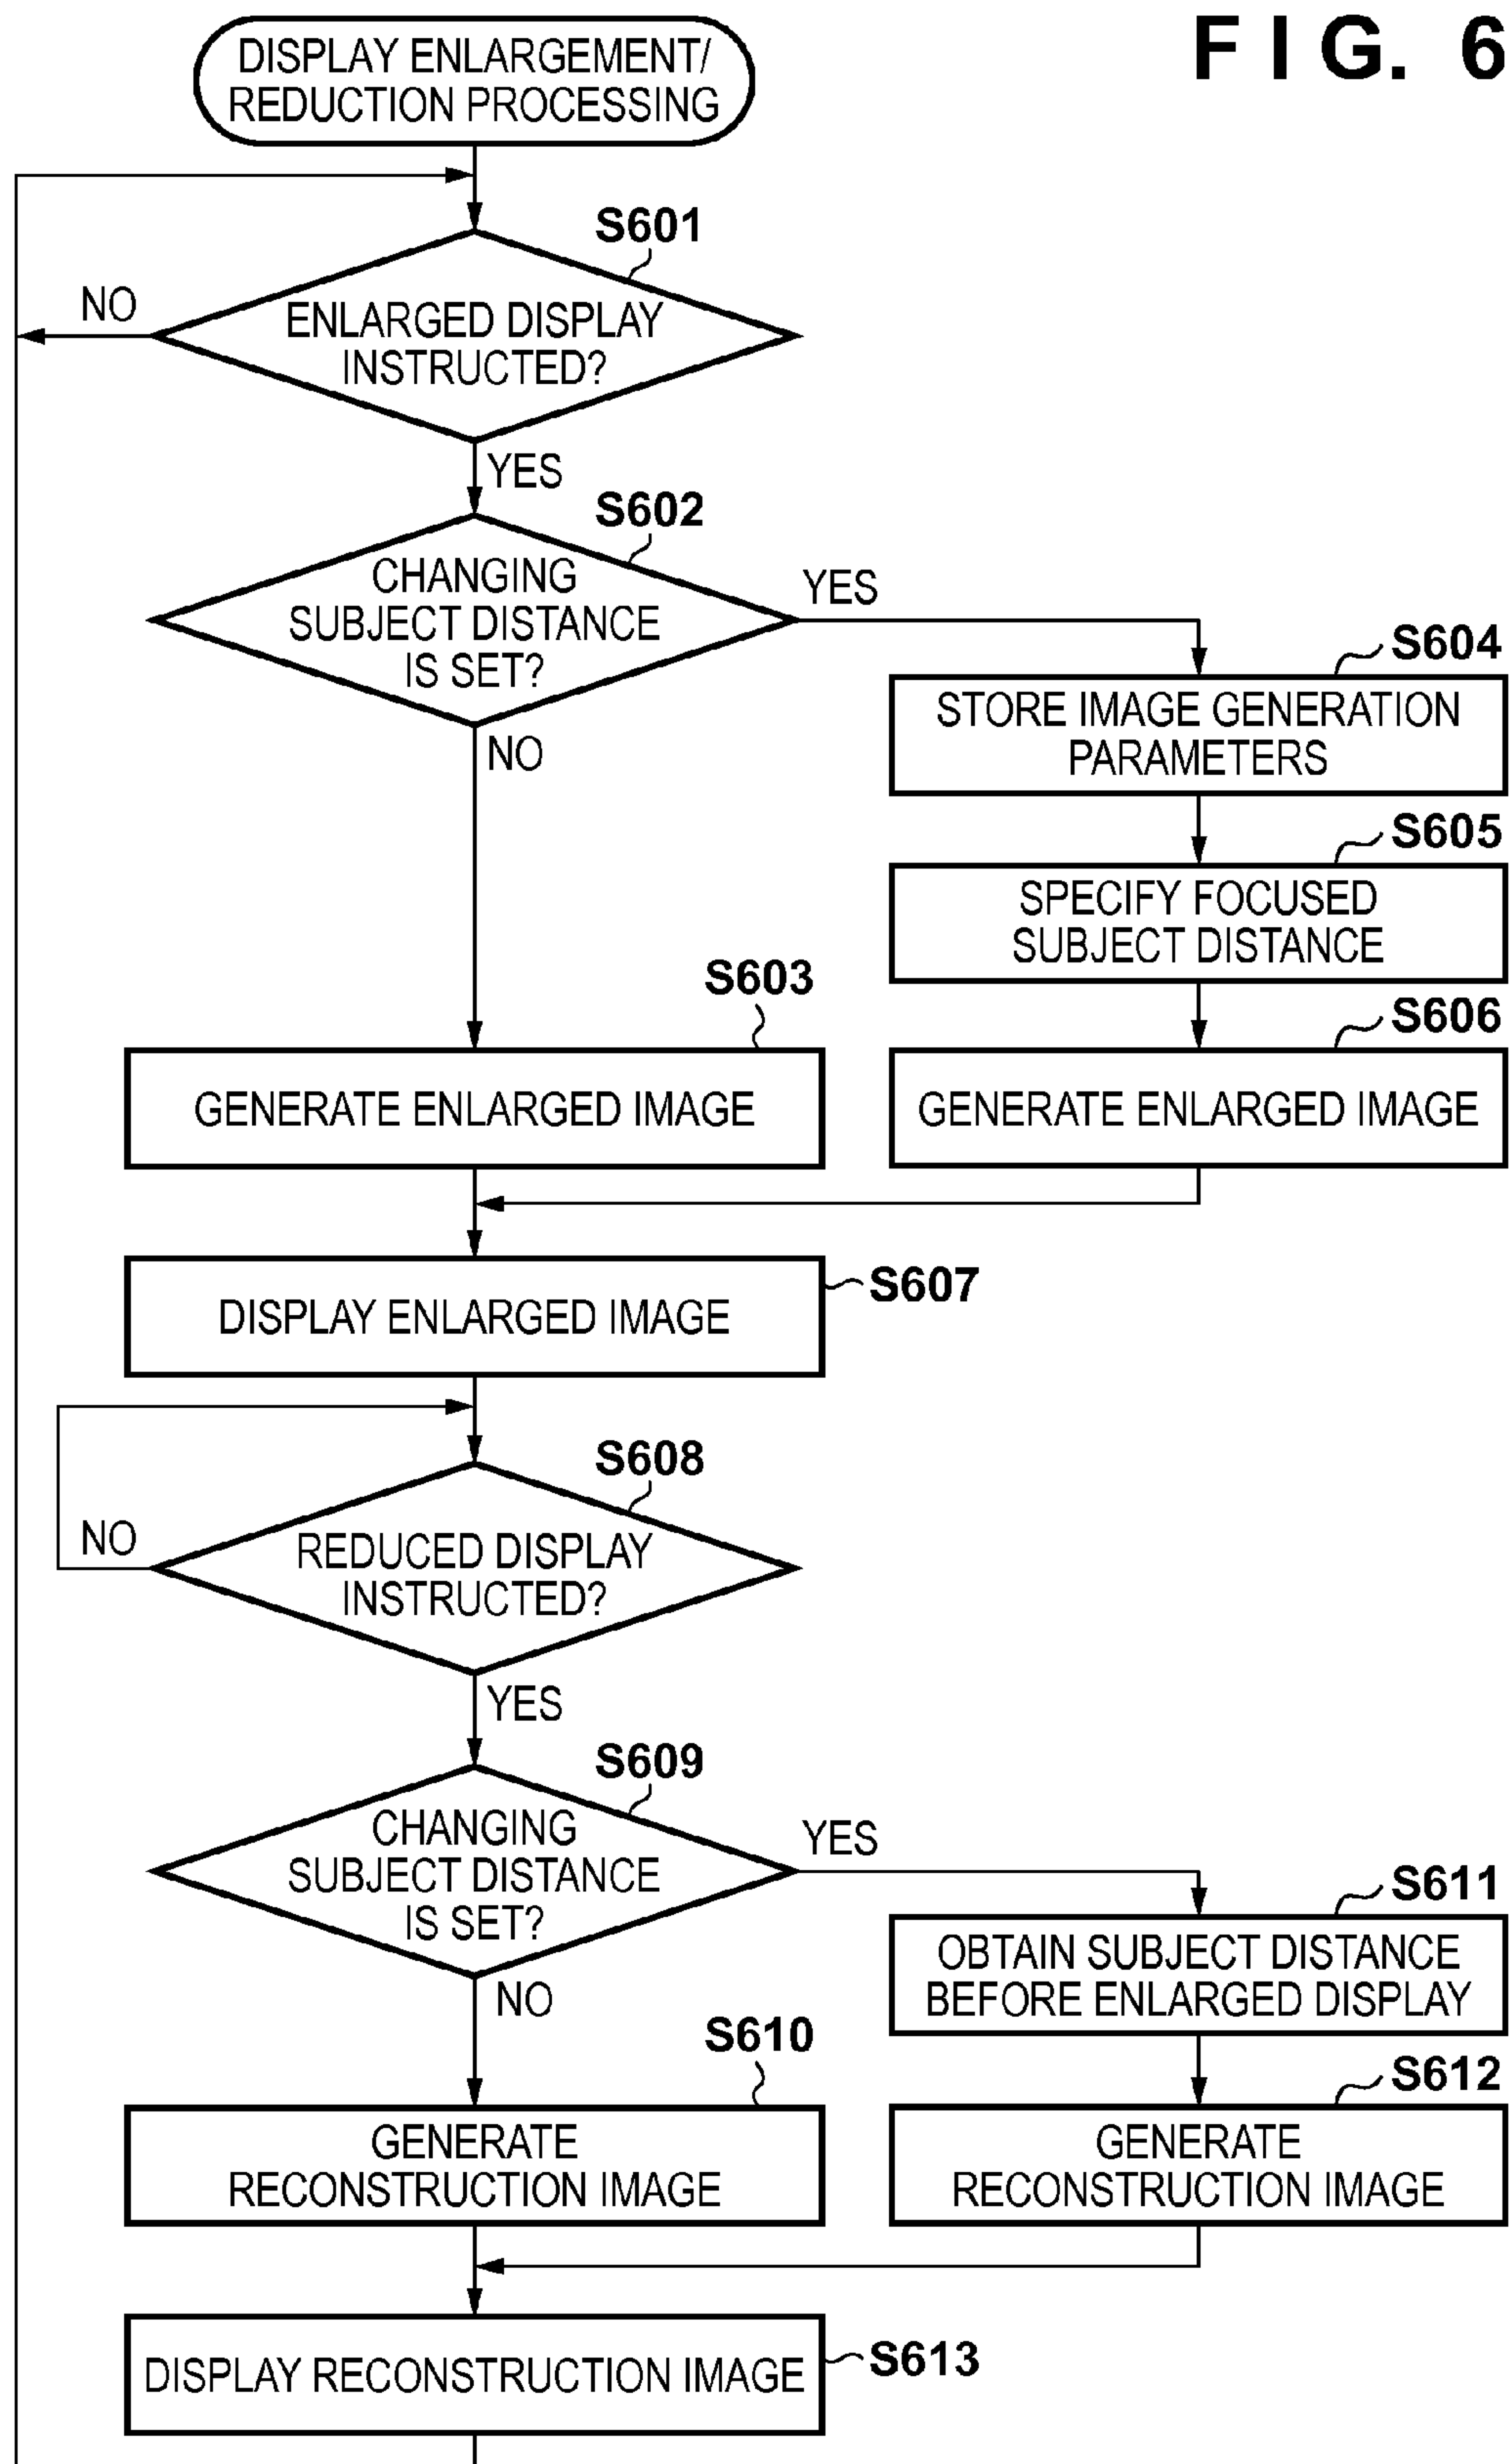 FIG. 6
DISPLAY ENLARGEMENT/
REDUCTION PROCESSING
S601
NO
ENLARGED DISPLAY
INSTRUCTED?
YES
S602
CHANGING
SUBJECT DISTANCE
IS SET?
YES
NO
S604
STORE IMAGE GENERATION
PARAMETERS
S605
SPECIFY FOCUSED
SUBJECT DISTANCE
S603
GENERATE ENLARGED IMAGE
S606
GENERATE ENLARGED IMAGE
S607
DISPLAY ENLARGED IMAGE
S608
NO
REDUCED DISPLAY
INSTRUCTED?
YES
S609
CHANGING
SUBJECT DISTANCE
IS SET?
YES
NO
S611
OBTAIN SUBJECT DISTANCE
BEFORE ENLARGED DISPLAY
S610
GENERATE
RECONSTRUCTION IMAGE
S612
GENERATE
RECONSTRUCTION IMAGE
S613
DISPLAY RECONSTRUCTION IMAGE